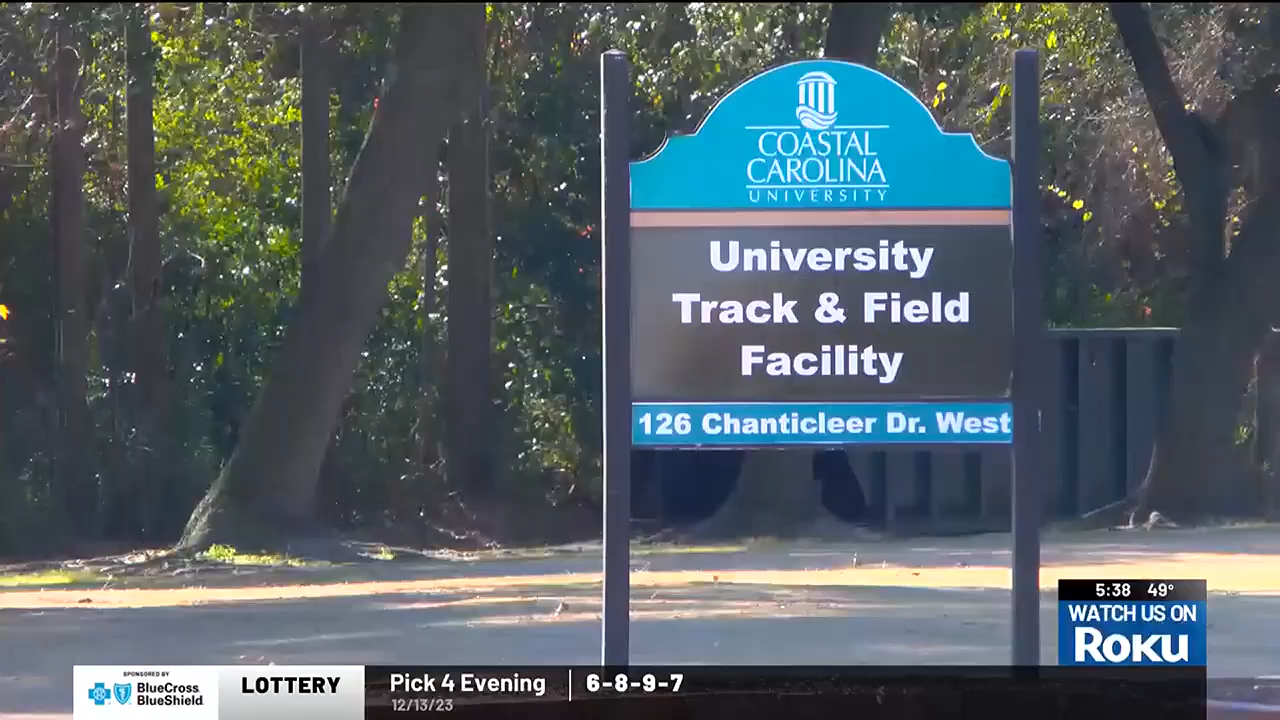 COASTAL
CAROLINA
UNIVERSITY
University
Track & Field
Facility
126 Chanticleer Dr. West
5:38 49°
WATCH US ON
Roku
SPONSORED BY
BlueCross
BlueShield
LOTTERY
Pick 4 Evening
12/13/23
6-8-9-7